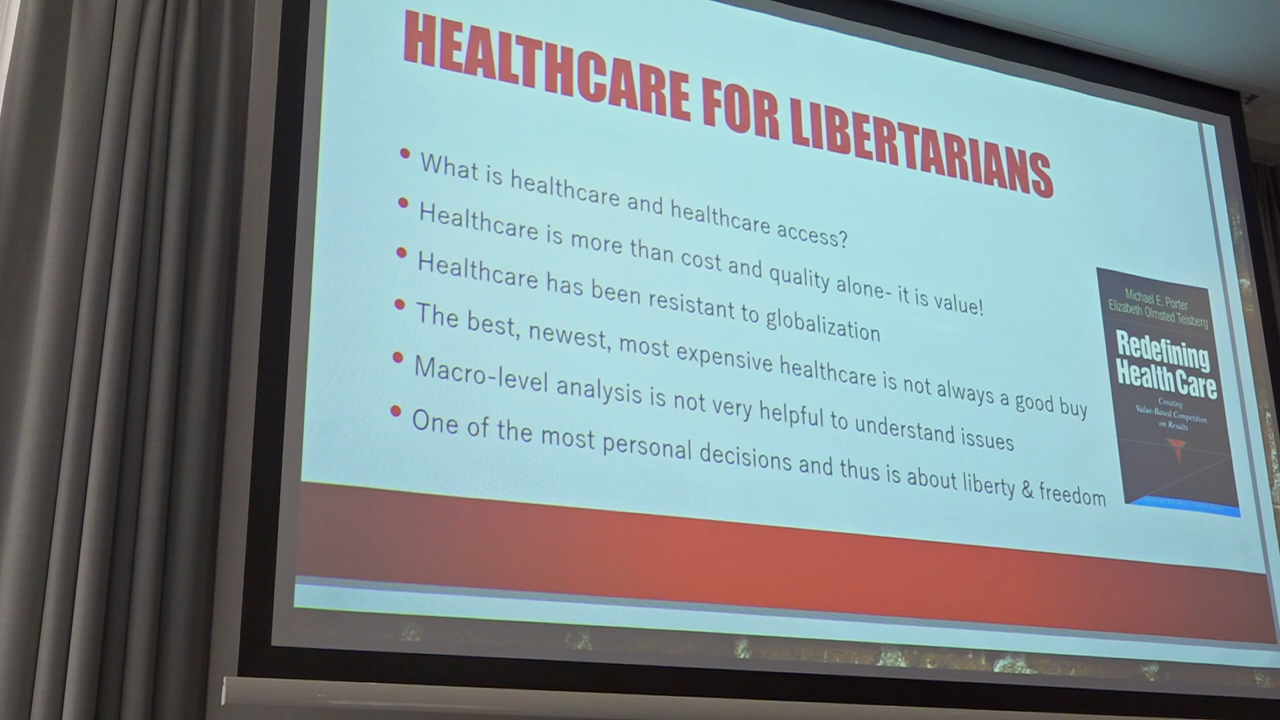 HEALTHCARE FOR LIBERTARIANS
• What is healthcare and healthcare access?
• Healthcare is more than cost and quality alone- it is value!
• Healthcare has been resistant to globalization
• The best, newest, most expensive healthcare is not always a good buy
• Macro-level analysis is not very helpful to understand issues
• One of the most personal decisions and thus is about liberty & freedom
Michael E. Porter
Elizabeth Olmsted Teisberg
Redefining
Health Care
Creating
Value-Based Competition
on Results